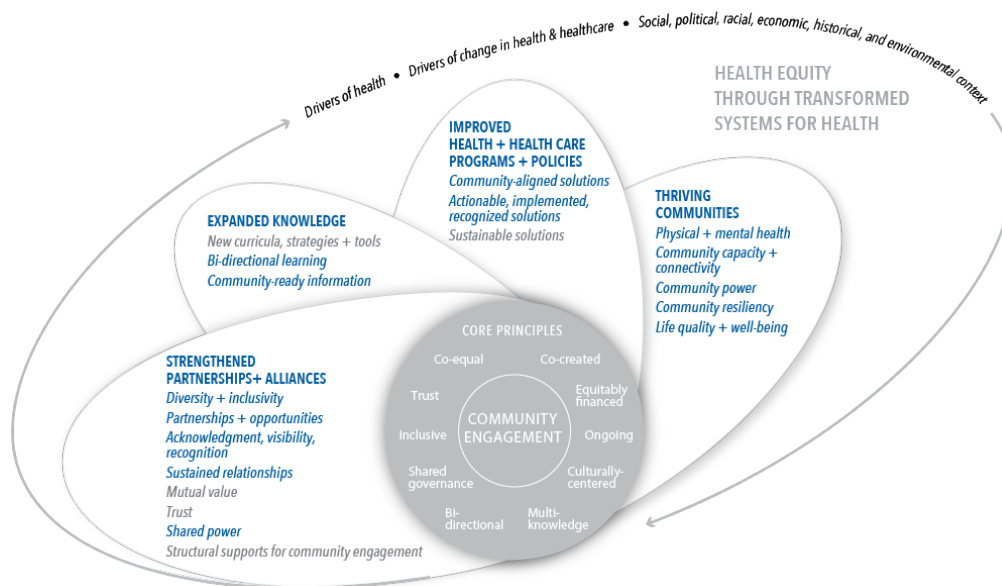 Drivers of health • Drivers of change in health & healthcare • Social, political, racial, economic, historical, and environmental context
HEALTH EQUITY
THROUGH TRANSFORMED
SYSTEMS FOR HEALTH
IMPROVED
HEALTH + HEALTH CARE
PROGRAMS + POLICIES
Community-aligned solutions
Actionable, implemented,
recognized solutions
Sustainable solutions
THRIVING
COMMUNITIES
Physical + mental health
Community capacity +
connectivity
Community power
Community resiliency
Life quality + well-being
EXPANDED KNOWLEDGE
New curricula, strategies + tools
Bi-directional learning
Community-ready information
STRENGTHENED
PARTNERSHIPS+ ALLIANCES
Diversity + inclusivity
Partnerships + opportunities
Acknowledgment, visibility,
recognition
Sustained relationships
Mutual value
Trust
Shared power
Structural supports for community engagement
CORE PRINCIPLES
Co-equal
Co-created
Trust
Equitably
financed
Inclusive
COMMUNITY
ENGAGEMENT
Ongoing
Shared
governance
Culturally-
centered
Bi-
directional
Multi-
knowledge